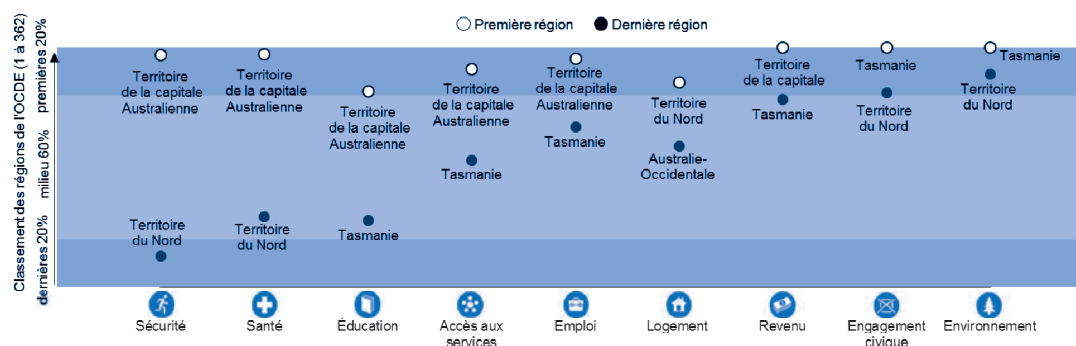 Première région
Dernière région
Classement des régions de l'OCDE (1 à 362)
dernières 20%
milieu 60%
premières 20%
Territoire
de la capitale
Australienne
Territoire
du Nord
Territoire
de la capitale
Australienne
Territoire
du Nord
Territoire
de la capitale
Australienne
Tasmanie
Territoire
de la capitale
Australienne
Tasmanie
Territoire
de la capitale
Australienne
Tasmanie
Territoire
du Nord
Australie-
Occidentale
Territoire
de la capitale
Tasmanie
Tasmanie
Territoire
du Nord
Tasmanie
Territoire
du Nord
Sécurité
Santé
Éducation
Accès aux
services
Emploi
Logement
Revenu
Engagement
civique
Environnement